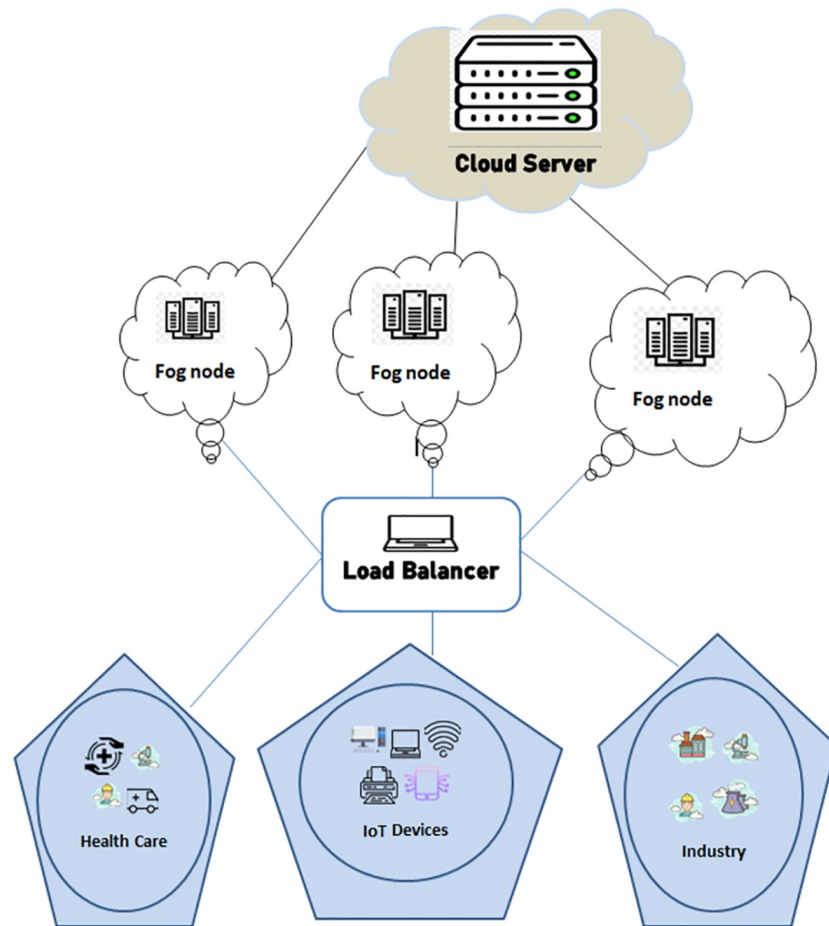 Cloud Server
Fog node
Fog node
Fog node
Load Balancer
Health Care
IoT Devices
Industry